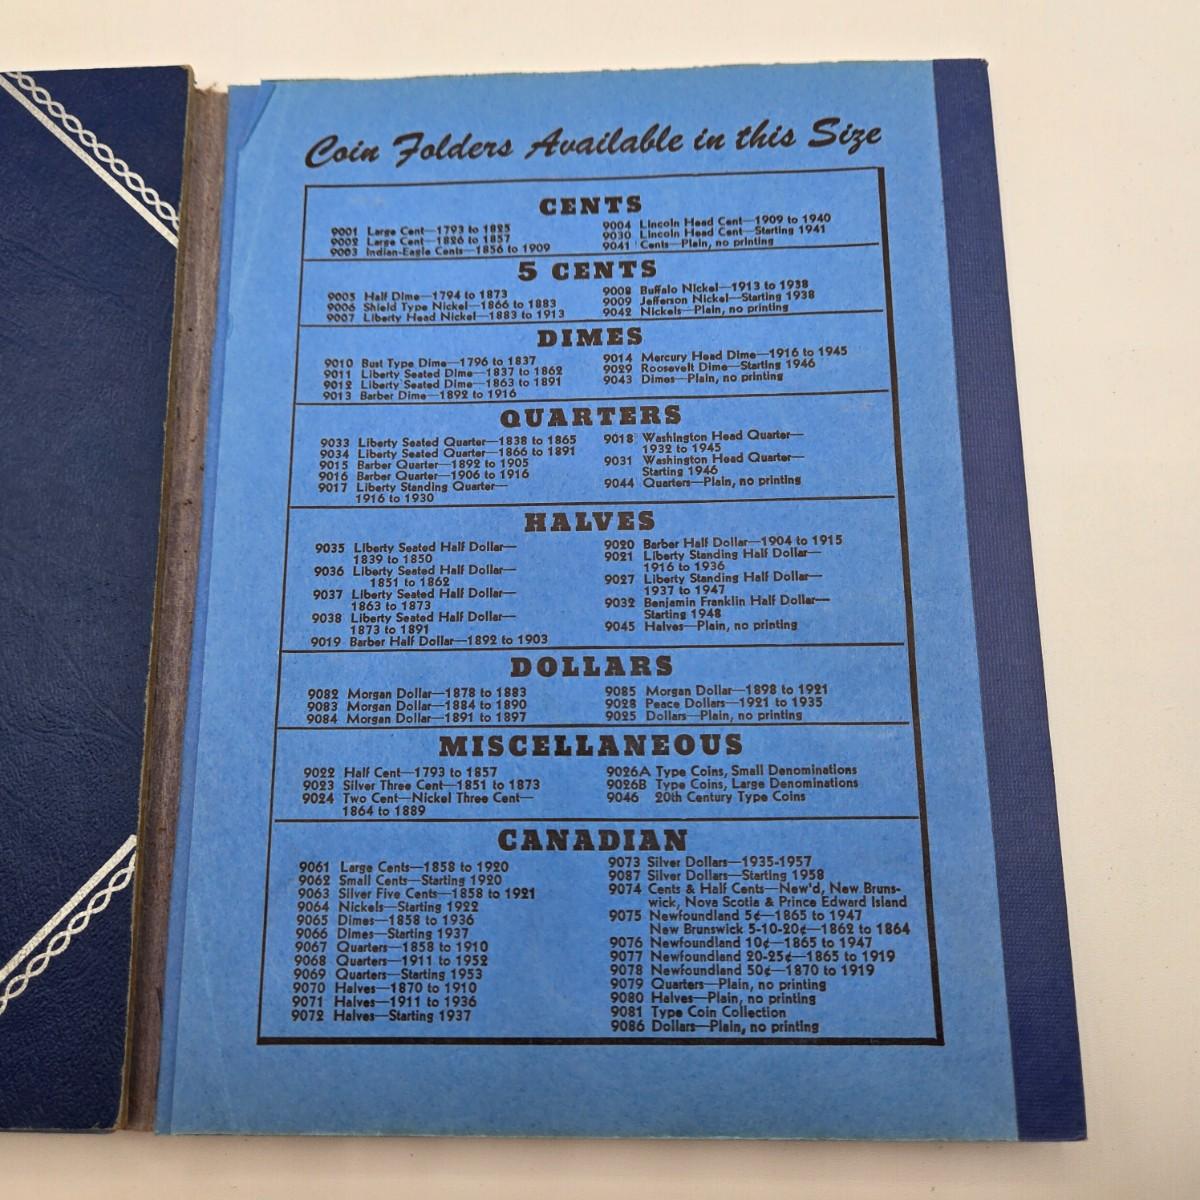 Coin Folders Available in this Size
CENTS
9001 Large Cent—1793 to 1825
9002 Large Cent—1826 to 1857
9003 Indian-Eagle Cents—1856 to 1909
9004 Lincoln Head Cent—1909 to 1940
9030 Lincoln Head Cent—Starting 1941
9041 Cents—Plain, no printing
5 CENTS
9005 Half Dime—1794 to 1873
9006 Shield Type Nickel—1866 to 1883
9007 Liberty Head Nickel—1883 to 1913
9008 Buffalo Nickel—1913 to 1938
9009 Jefferson Nickel—Starting 1938
9042 Nickels—Plain, no printing
DIMES
9010 Bust Type Dime—1796 to 1837
9011 Liberty Seated Dime—1837 to 1862
9012 Liberty Seated Dime—1863 to 1891
9013 Barber Dime—1892 to 1916
9014 Mercury Head Dime—1916 to 1945
9029 Roosevelt Dime—Starting 1946
9043 Dimes—Plain, no printing
QUARTERS
9033 Liberty Seated Quarter—1838 to 1865
9034 Liberty Seated Quarter—1866 to 1891
9015 Barber Quarter—1892 to 1905
9016 Barber Quarter—1906 to 1916
9017 Liberty Standing Quarter—
1916 to 1930
9018 Washington Head Quarter—
1932 to 1945
9031 Washington Head Quarter—
Starting 1946
9044 Quarters—Plain, no printing
HALVES
9035 Liberty Seated Half Dollar—
1839 to 1850
9036 Liberty Seated Half Dollar—
1851 to 1862
9037 Liberty Seated Half Dollar—
1863 to 1873
9038 Liberty Seated Half Dollar—
1873 to 1891
9019 Barber Half Dollar—1892 to 1903
9020 Barber Half Dollar—1904 to 1915
9021 Liberty Standing Half Dollar—
1916 to 1936
9027 Liberty Standing Half Dollar—
1937 to 1947
9032 Benjamin Franklin Half Dollar—
Starting 1948
9045 Halves—Plain, no printing
DOLLARS
9082 Morgan Dollar—1878 to 1883
9083 Morgan Dollar—1884 to 1890
9084 Morgan Dollar—1891 to 1897
9085 Morgan Dollar—1898 to 1921
9028 Peace Dollars—1921 to 1935
9025 Dollars—Plain, no printing
MISCELLANEOUS
9022 Half Cent—1793 to 1857
9023 Silver Three Cent—1851 to 1873
9024 Two Cent—Nickel Three Cent—
1864 to 1889
9026A Type Coins, Small Denominations
9026B Type Coins, Large Denominations
9046 20th Century Type Coins
CANADIAN
9061 Large Cents—1858 to 1920
9062 Small Cents—Starting 1920
9063 Silver Five Cents—1858 to 1921
9064 Nickels—Starting 1922
9065 Dimes—1858 to 1936
9066 Dimes—Starting 1937
9067 Quarters—1858 to 1910
9068 Quarters—1911 to 1952
9069 Quarters—Starting 1953
9070 Halves—1870 to 1910
9071 Halves—1911 to 1936
9072 Halves—Starting 1937
9073 Silver Dollars—1935-1957
9087 Silver Dollars—Starting 1958
9074 Cents & Half Cents—New'd, New Bruns-
wick, Nova Scotia & Prince Edward Island
9075 Newfoundland 5¢—1865 to 1947
New Brunswick 5-10-20¢—1862 to 1864
9076 Newfoundland 10¢—1865 to 1947
9077 Newfoundland 20-25¢—1865 to 1919
9078 Newfoundland 50¢—1870 to 1919
9079 Quarters—Plain, no printing
9080 Halves—Plain, no printing
9081 Type Coin Collection
9086 Dollars—Plain, no printing